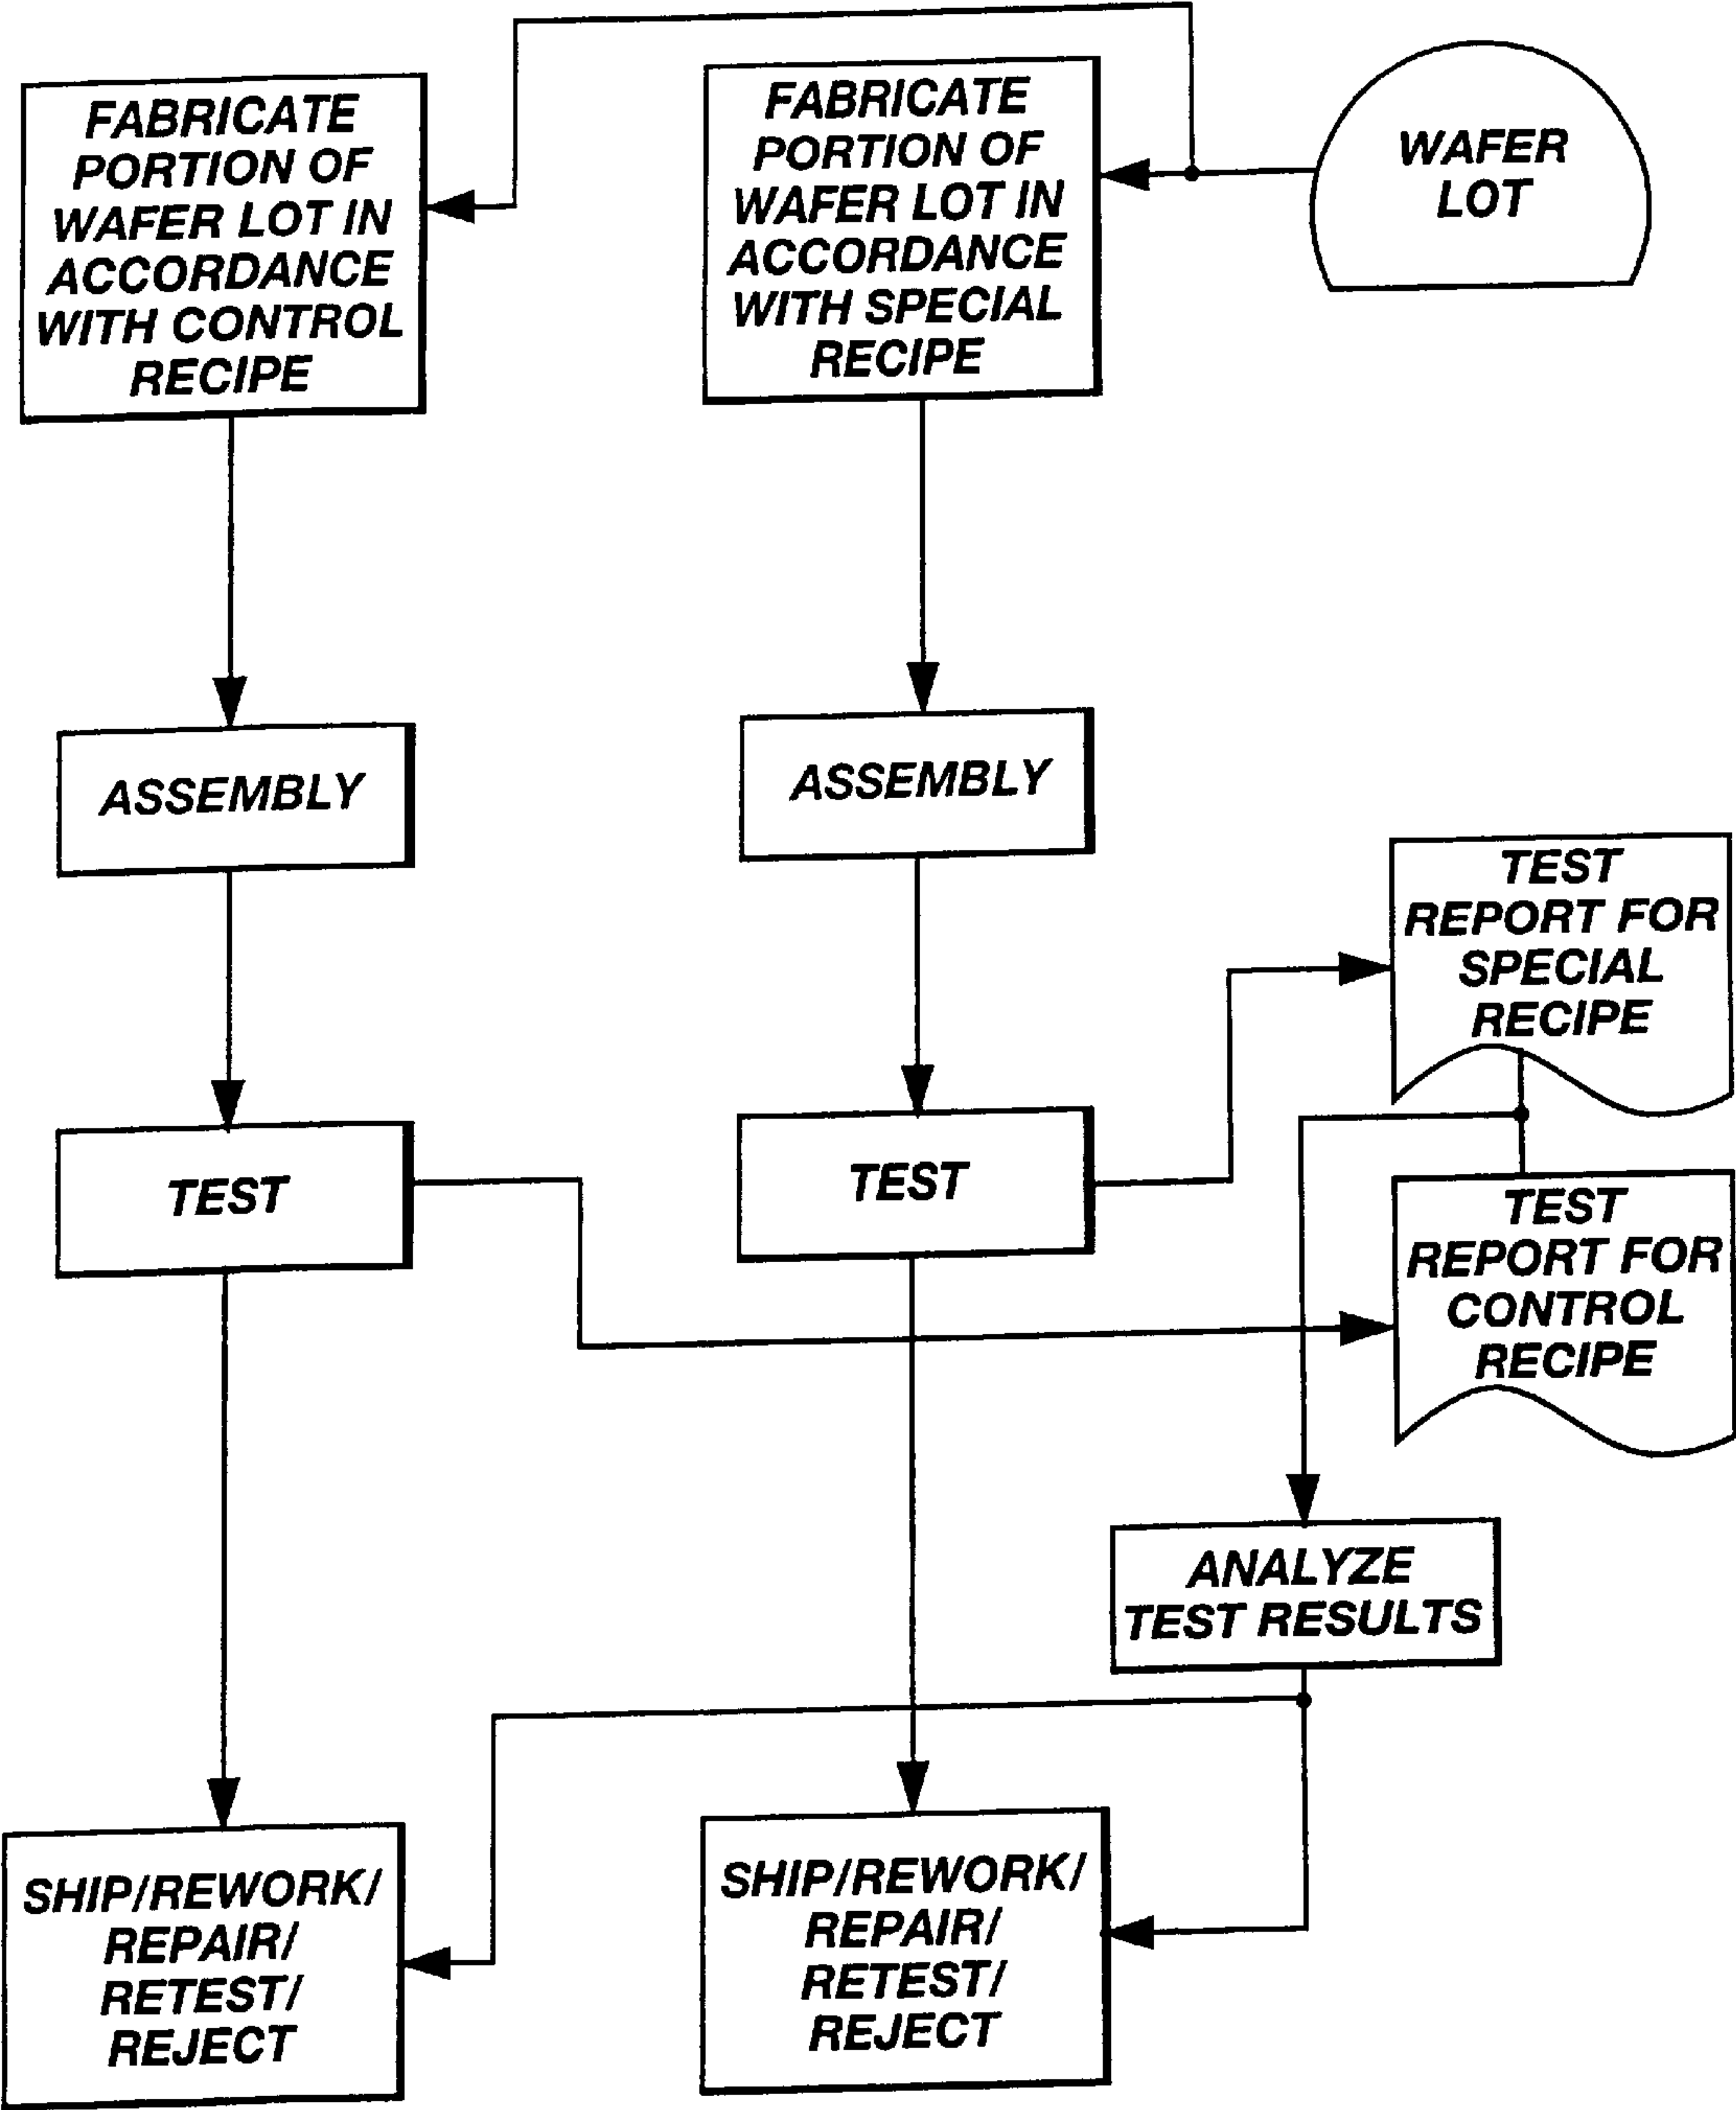 FABRICATE
PORTION OF
WAFER LOT IN
ACCORDANCE
WITH CONTROL
RECIPE
FABRICATE
PORTION OF
WAFER LOT IN
ACCORDANCE
WITH SPECIAL
RECIPE
WAFER
LOT
ASSEMBLY
ASSEMBLY
TEST
REPORT FOR
SPECIAL
RECIPE
TEST
TEST
TEST
REPORT FOR
CONTROL
RECIPE
ANALYZE
TEST RESULTS
SHIP/REWORK/
REPAIR/
RETEST/
REJECT
SHIP/REWORK/
REPAIR/
RETEST/
REJECT